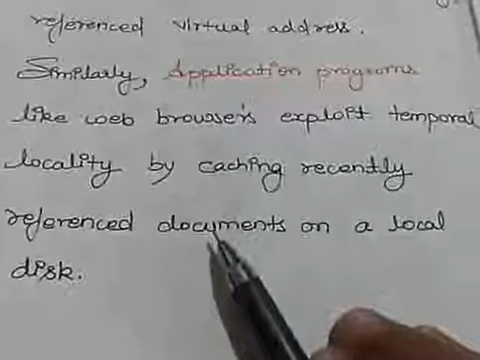 referenced virtual address.
Similarly, Application programs
like web browsers exploit temporal
locality by caching recently
referenced documents on a local
disk.